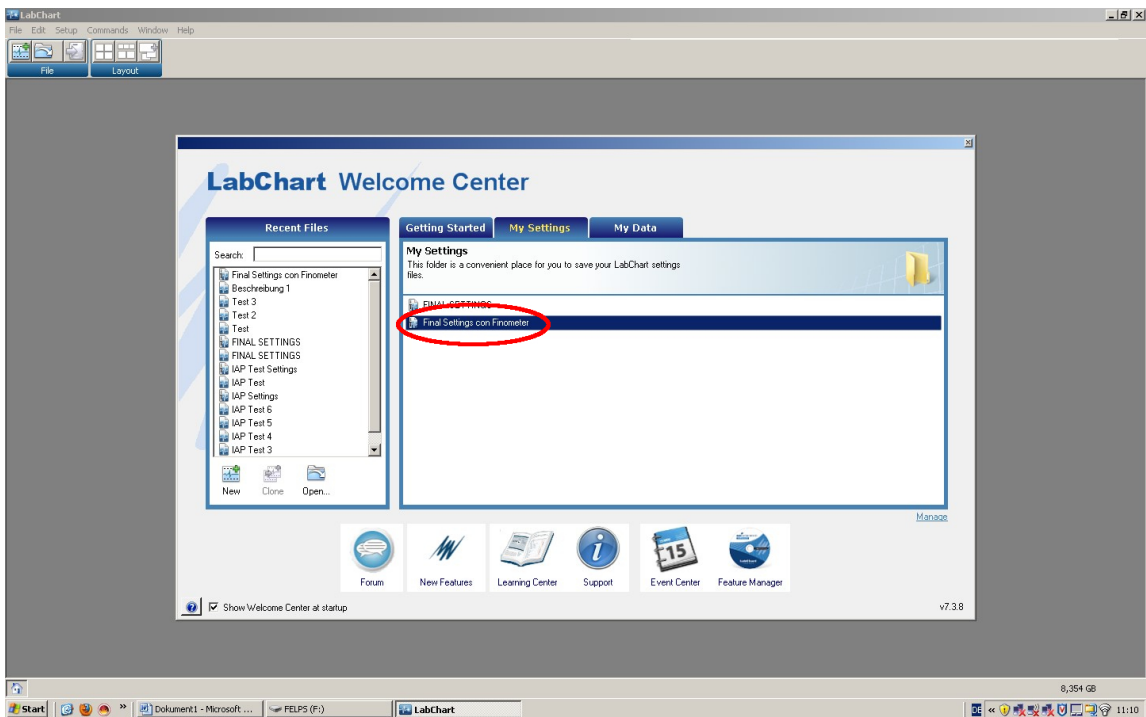 LabChart
File Edit Setup Commands Window Help
File Layout
LabChart Welcome Center
Recent Files
Search:
Final Settings con Finometer
Beschreibung 1
Test 3
Test 2
Test
FINAL SETTINGS
FINAL SETTINGS
IAP Test Settings
IAP Test
IAP Settings
IAP Test 6
IAP Test 5
IAP Test 4
IAP Test 3
New Clone Open...
Getting Started My Settings My Data
My Settings
This folder is a convenient place for you to save your LabChart settings
files.
FINAL SETTINGS
Final Settings con Finometer
Manage
15
Forum New Features Learning Center Support Event Center Feature Manager
Show Welcome Center at startup
v7.3.8
8,354 GB
Start Dokument1 - Microsoft ... FELPS (F:) LabChart DE 11:10